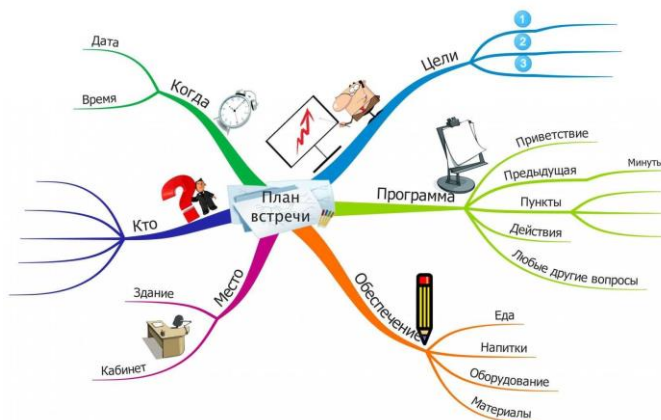 План
встречи
Когда
Дата
Время
Цели
1
2
3
Программа
Приветствие
Предыдущая
Минуты
Пункты
Действия
Любые другие вопросы
Обеспечение
Еда
Напитки
Оборудование
Материалы
Место
Здание
Кабинет
Кто
?